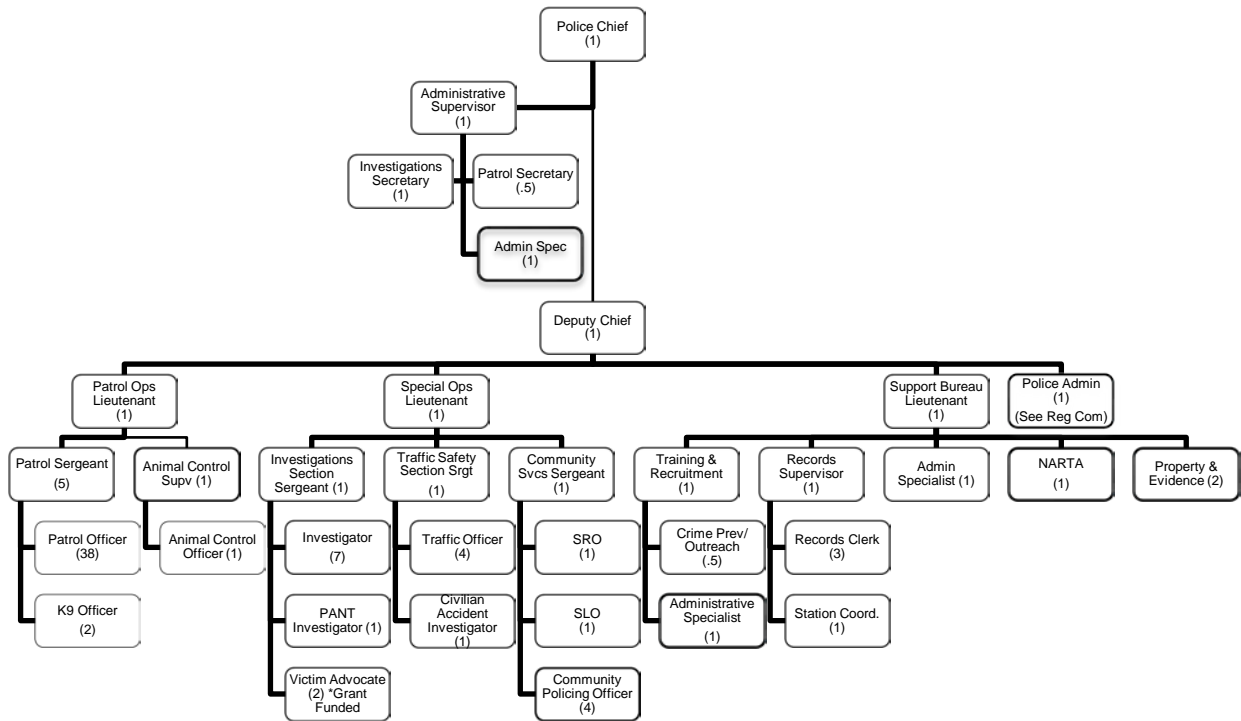 Police Chief
(1)
Administrative
Supervisor
(1)
Investigations
Secretary
(1)
Patrol Secretary
(.5)
Admin Spec
(1)
Deputy Chief
(1)
Patrol Ops
Lieutenant
(1)
Special Ops
Lieutenant
(1)
Support Bureau
Lieutenant
(1)
Police Admin
(1)
(See Reg Com)
Patrol Sergeant
(5)
Animal Control
Supv (1)
Investigations
Section
Sergeant (1)
Traffic Safety
Section Srgt
(1)
Community
Svcs Sergeant
(1)
Training &
Recruitment
(1)
Records
Supervisor
(1)
Admin
Specialist (1)
NARTA
(1)
Property &
Evidence (2)
Patrol Officer
(38)
Animal Control
Officer (1)
Investigator
(7)
Traffic Officer
(4)
SRO
(1)
Crime Prev/
Outreach
(.5)
Records Clerk
(3)
K9 Officer
(2)
PANT
Investigator (1)
Civilian
Accident
Investigator
(1)
SLO
(1)
Administrative
Specialist
(1)
Station Coord.
(1)
Victim Advocate
(2) *Grant
Funded
Community
Policing Officer
(4)